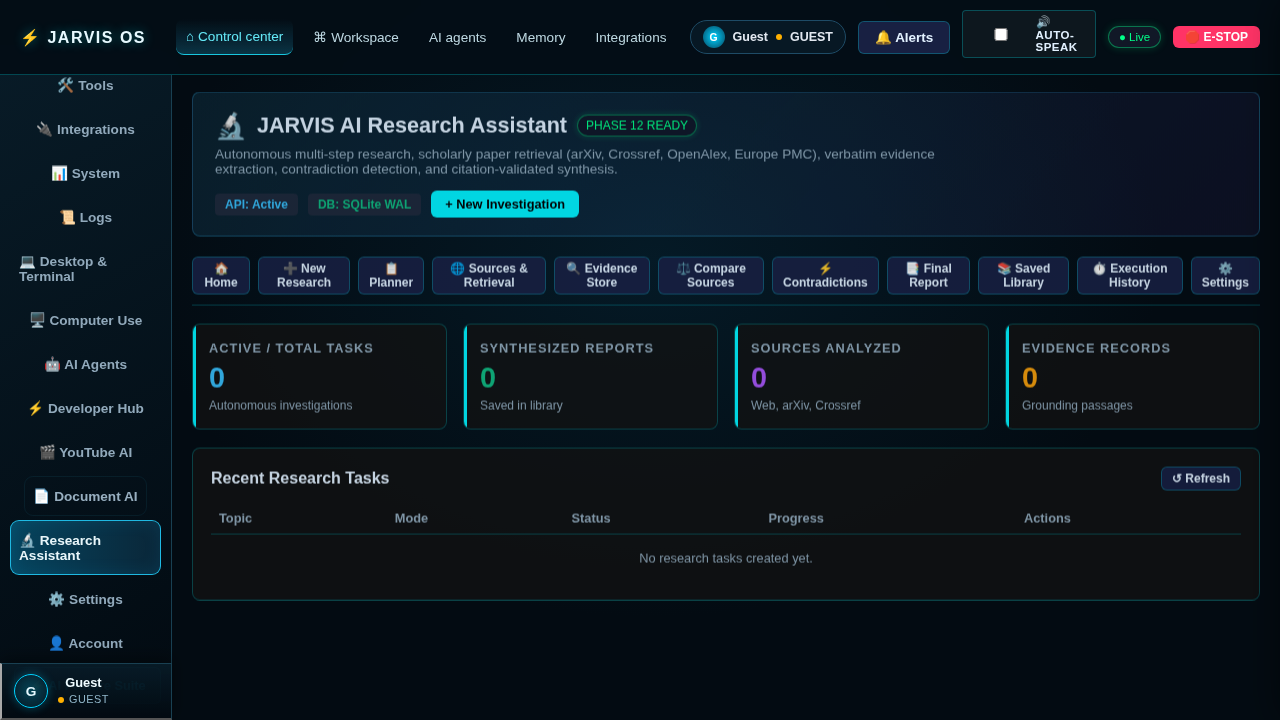 ⚡ JARVIS OS
⌂ Control center
⌘ Workspace
AI agents
Memory
Integrations
G Guest ● GUEST
🔔 Alerts
🔊 AUTO-SPEAK
● Live
🛑 E-STOP
🛠️ Tools
🔌 Integrations
📊 System
📜 Logs
💻 Desktop &
Terminal
🖥️ Computer Use
🤖 AI Agents
⚡ Developer Hub
🎬 YouTube AI
📄 Document AI
🔬 Research
Assistant
⚙️ Settings
👤 Account
G
Guest
GUEST
🔬 JARVIS AI Research Assistant
PHASE 12 READY
Autonomous multi-step research, scholarly paper retrieval (arXiv, Crossref, OpenAlex, Europe PMC), verbatim evidence
extraction, contradiction detection, and citation-validated synthesis.
API: Active
DB: SQLite WAL
+ New Investigation
🏠 Home
➕ New Research
📋 Planner
🌐 Sources & Retrieval
🔍 Evidence Store
⚖️ Compare Sources
⚡ Contradictions
📑 Final Report
📚 Saved Library
⏱️ Execution History
⚙️ Settings
ACTIVE / TOTAL TASKS
0
Autonomous investigations
SYNTHESIZED REPORTS
0
Saved in library
SOURCES ANALYZED
0
Web, arXiv, Crossref
EVIDENCE RECORDS
0
Grounding passages
Recent Research Tasks
↺ Refresh
Topic Mode Status Progress Actions
No research tasks created yet.